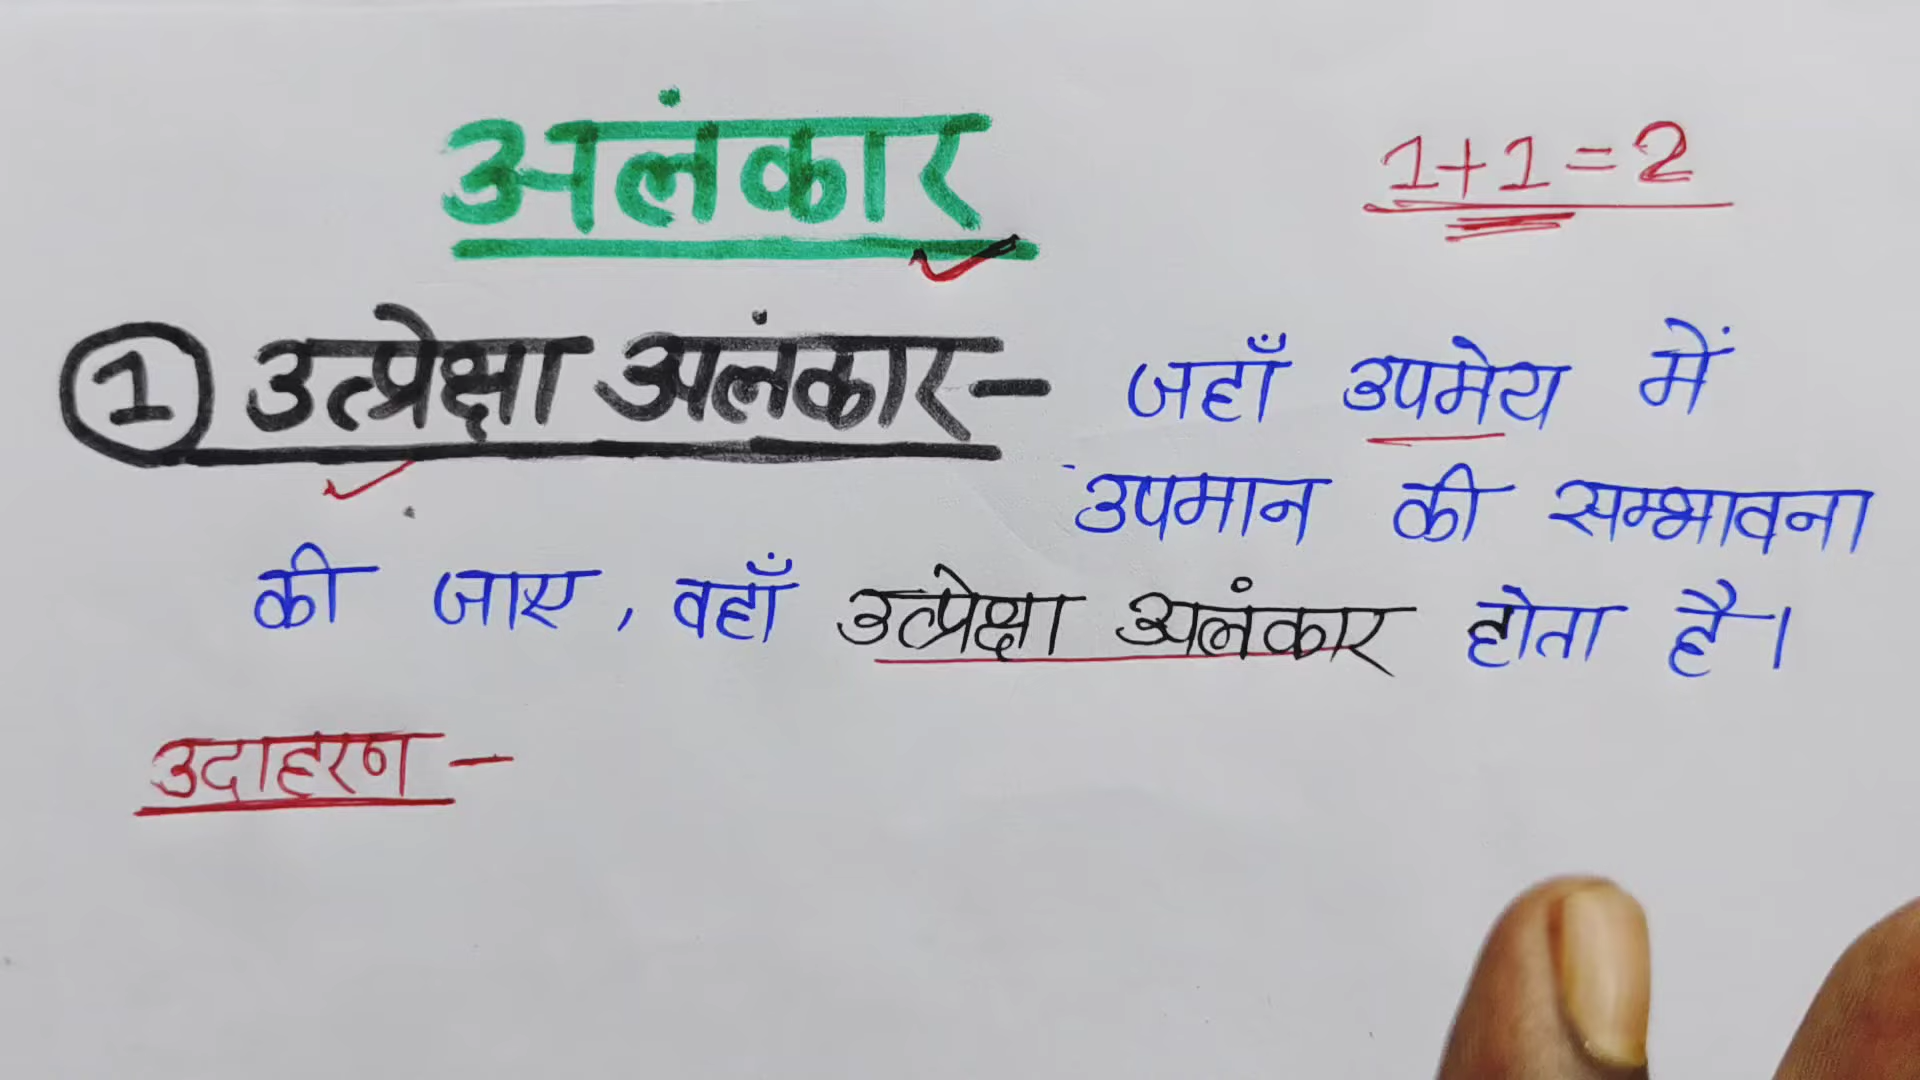 अलंकार
1+1=2
1 उत्प्रेक्षा अलंकार- जहाँ उपमेय में
उपमान की सम्भावना
की जाए, वहाँ उत्प्रेक्षा अलंकार होता है।
उदाहरण -